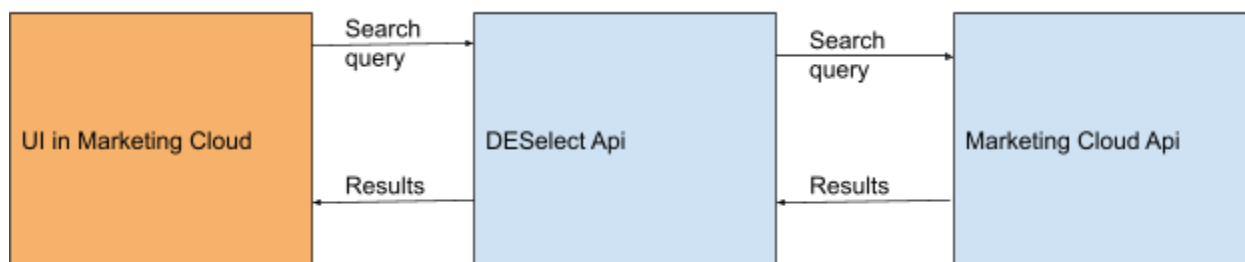 Search
query
Search
query
UI in Marketing Cloud
DESelect Api
Marketing Cloud Api
Results
Results